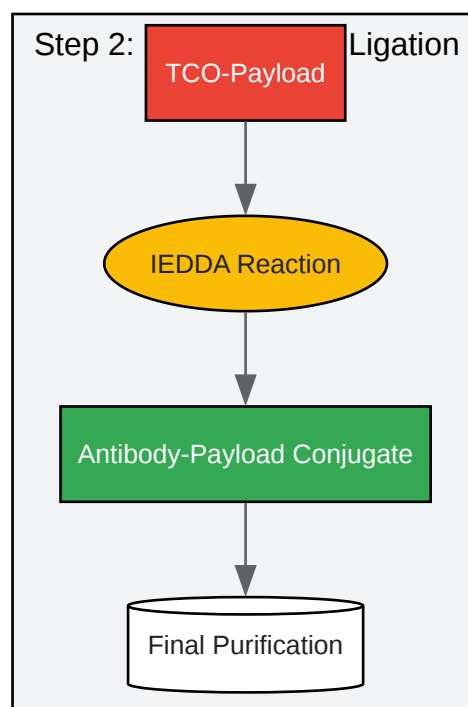 Step 2: Ligation
TCO-Payload
IEDDA Reaction
Antibody-Payload Conjugate
Final Purification